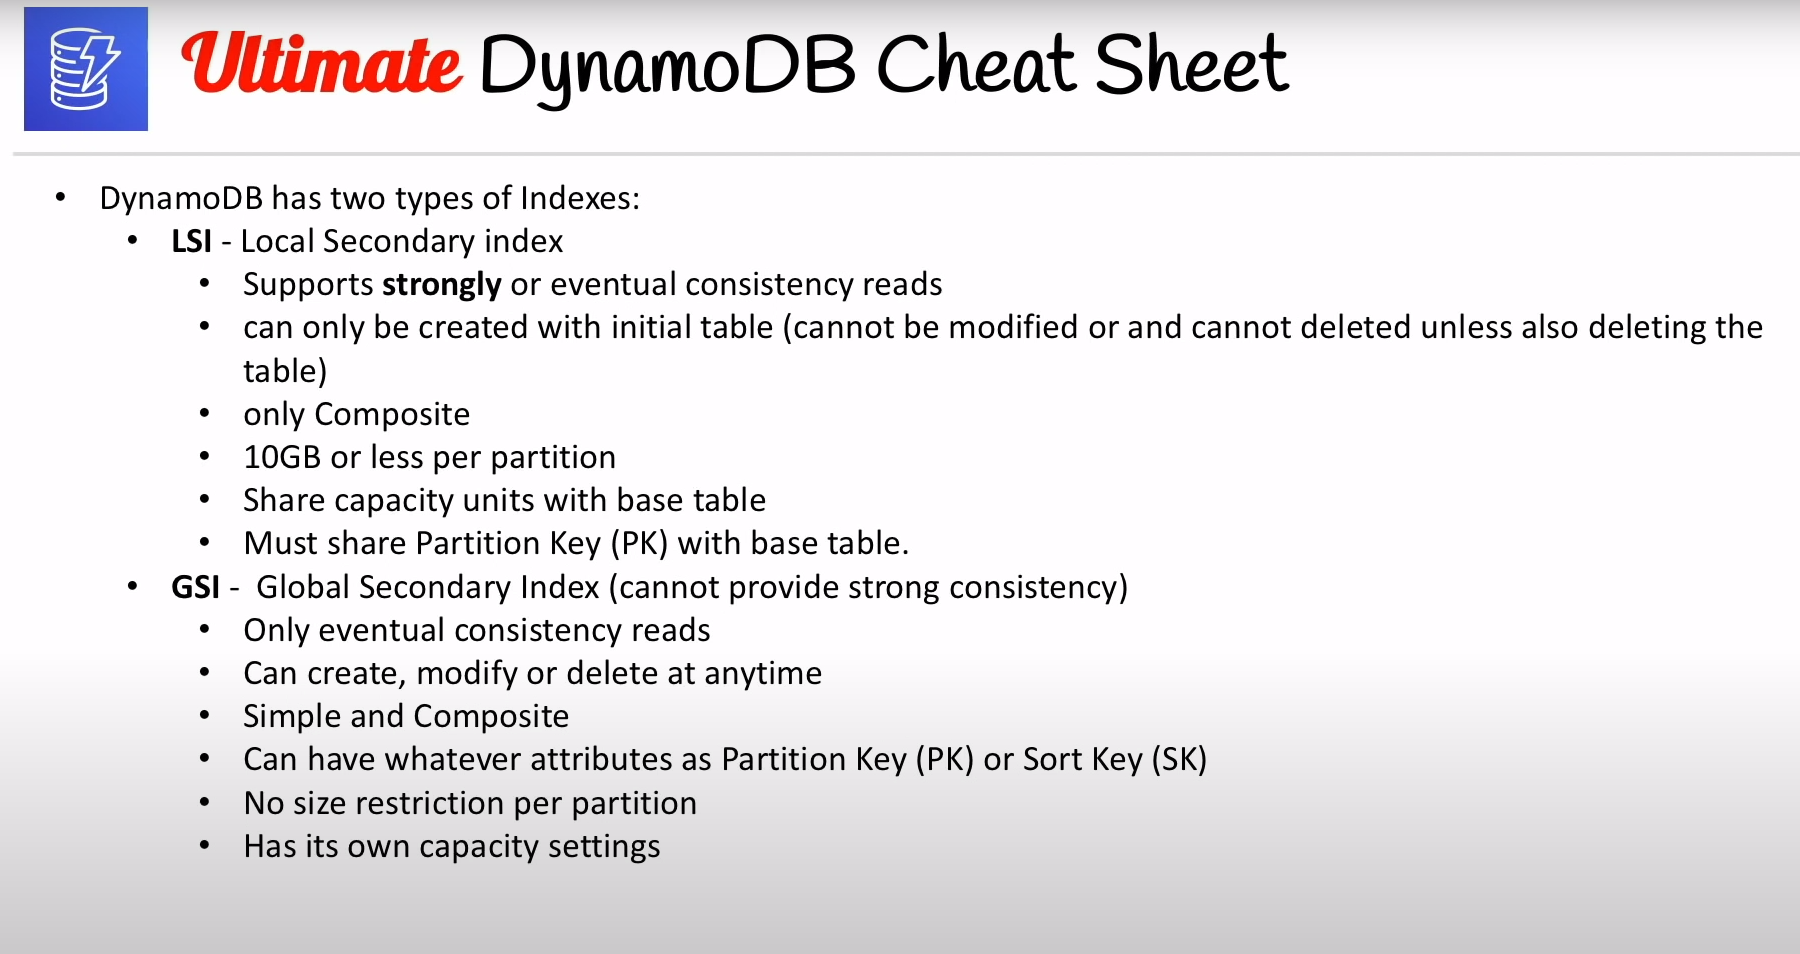 Ultimate DynamoDB Cheat Sheet
• DynamoDB has two types of Indexes:
• LSI - Local Secondary index
• Supports strongly or eventual consistency reads
• can only be created with initial table (cannot be modified or and cannot deleted unless also deleting the
table)
• only Composite
• 10GB or less per partition
• Share capacity units with base table
• Must share Partition Key (PK) with base table.
• GSI - Global Secondary Index (cannot provide strong consistency)
• Only eventual consistency reads
• Can create, modify or delete at anytime
• Simple and Composite
• Can have whatever attributes as Partition Key (PK) or Sort Key (SK)
• No size restriction per partition
• Has its own capacity settings